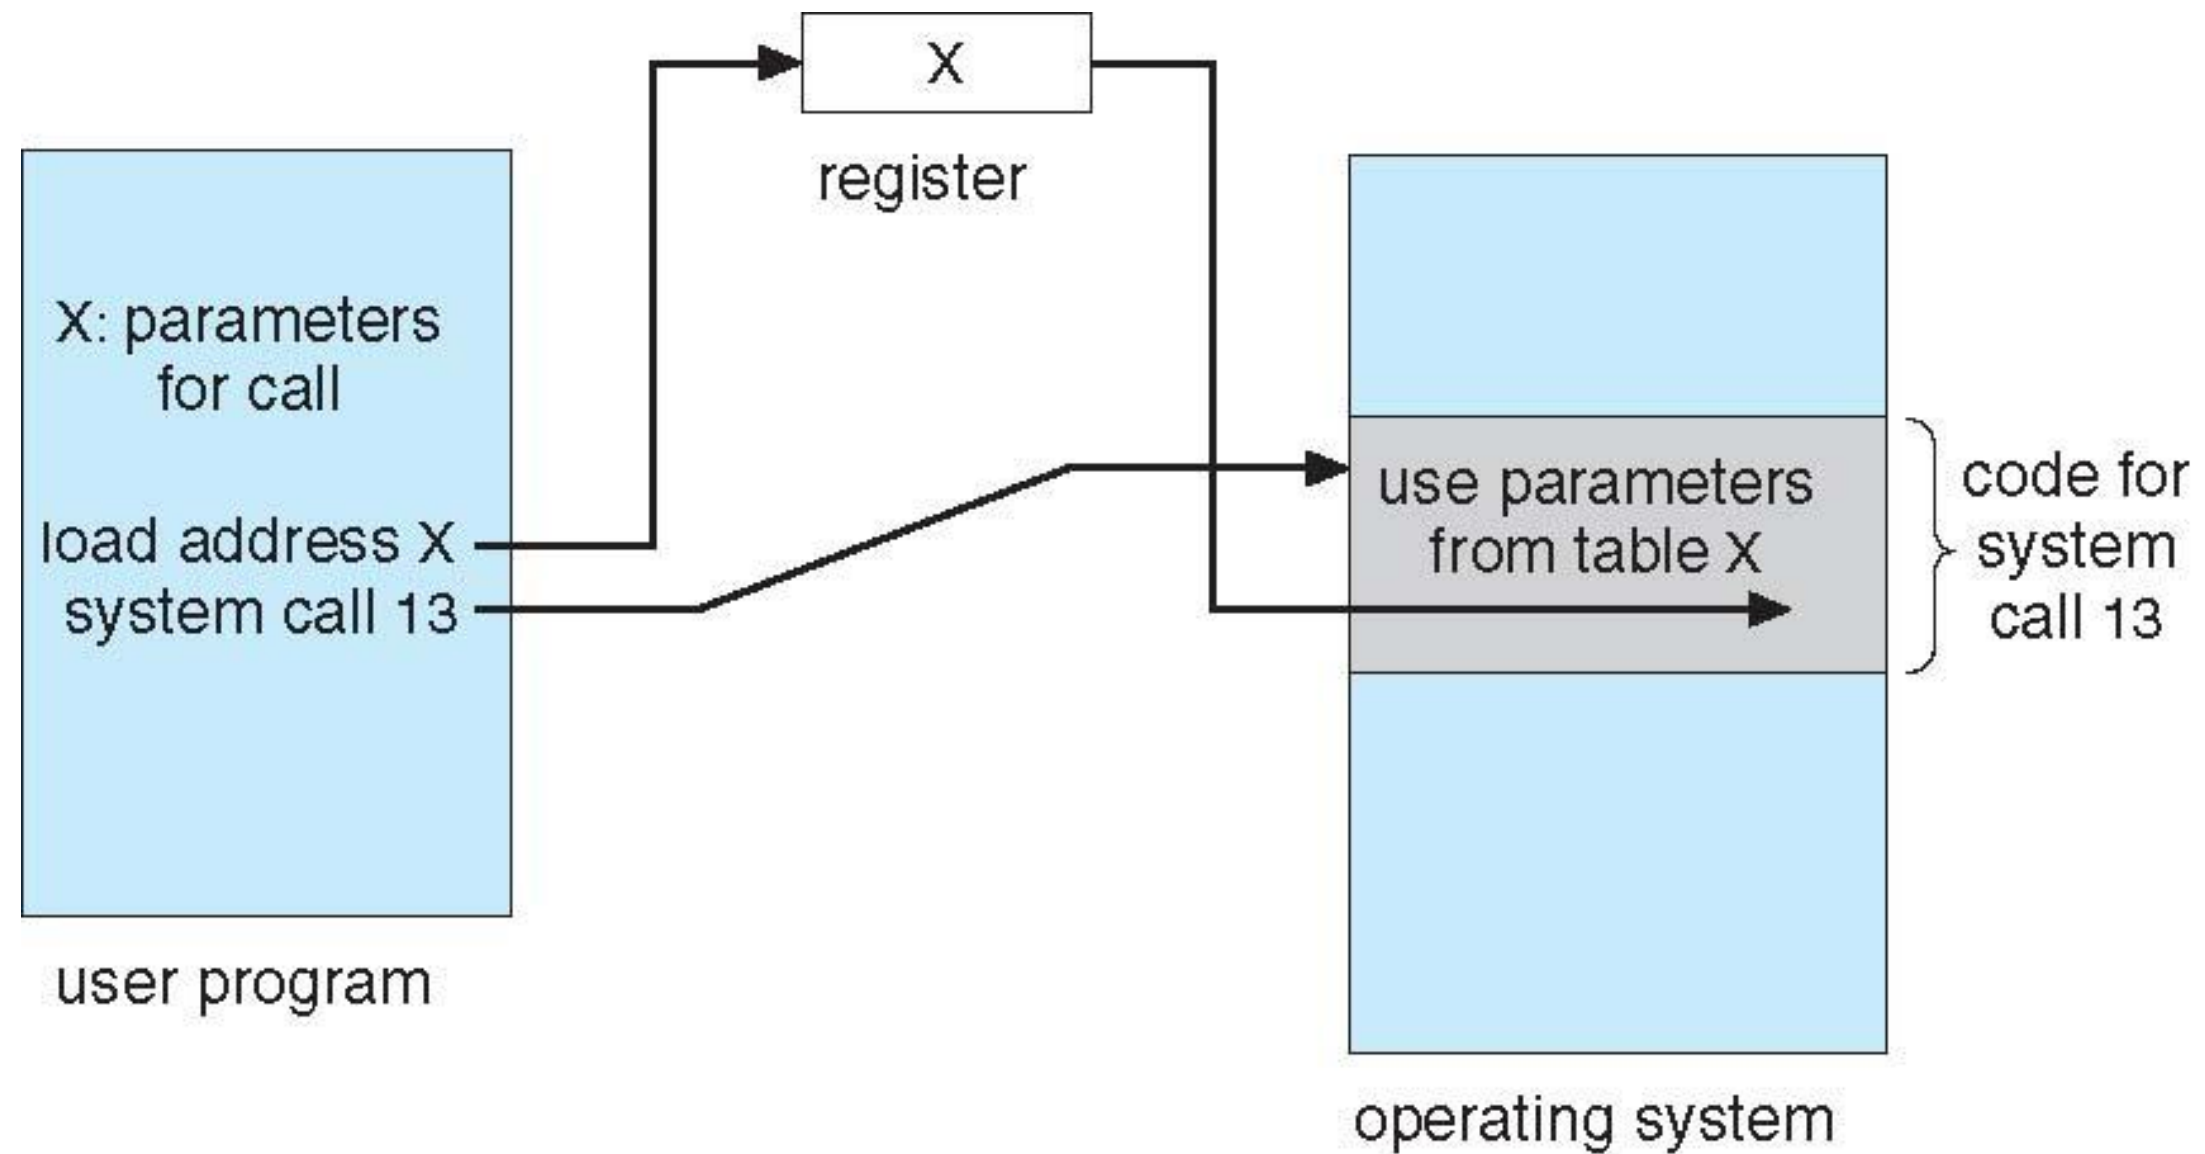 X
register
X: parameters
for call
load address X
system call 13
user program
use parameters
from table X
code for
system
call 13
operating system